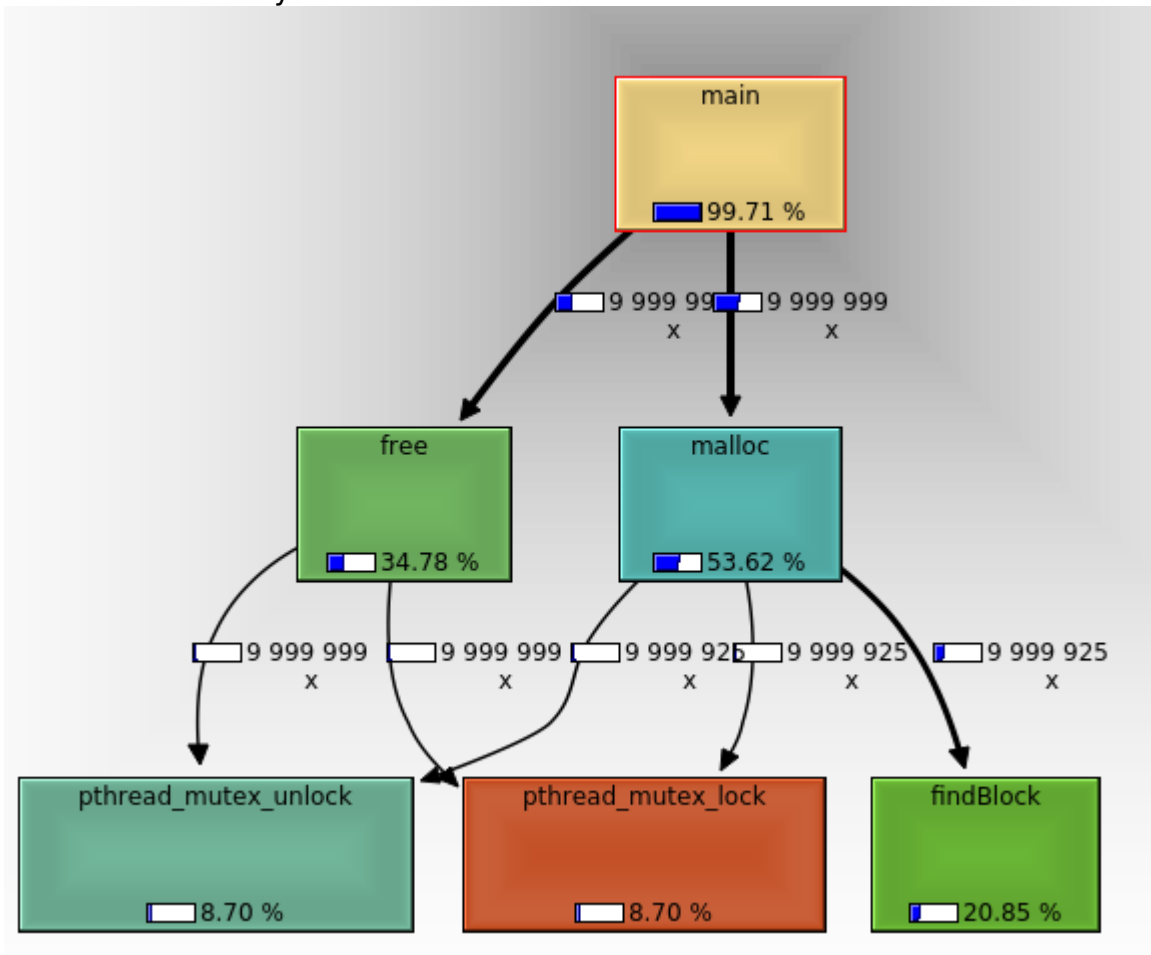 main
99.71 %
9 999 99
9 999 999
x
x
free
malloc
34.78 %
53.62 %
9 999 999
9 999 999
9 999 925
9 999 925
9 999 925
x
x
x
x
x
pthread_mutex_unlock
pthread_mutex_lock
findBlock
8.70 %
8.70 %
20.85 %